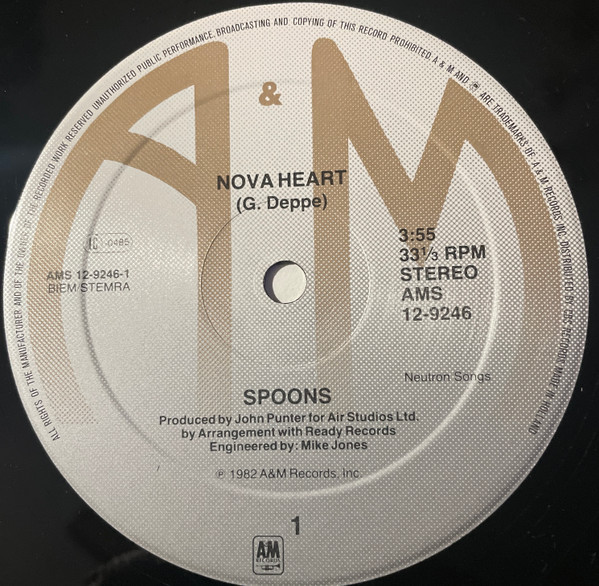 ALL RIGHTS OF THE MANUFACTURER AND OF THE OWNER OF THE RECORDED WORK RESERVED UNAUTHORIZED PUBLIC PERFORMANCE, BROADCASTING AND COPYING OF THIS RECORD PROHIBITED. A & M AND ARE TRADEMARKS OF A & M RECORDS INC. DISTRIBUTED BY CBS RECORDS MADE IN HOLLAND
A & M
NOVA HEART
(G. Deppe)
LC 0485
3:55
33⅓ RPM
STEREO
AMS
12-9246
AMS 12-9246-1
BIEM/STEMRA
Neutron Songs
SPOONS
Produced by John Punter for Air Studios Ltd.
by Arrangement with Ready Records
Engineered by: Mike Jones
℗ 1982 A&M Records, Inc.
1
AM
RECORDS